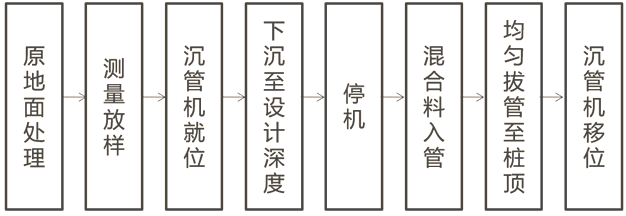 原地面处理
测量放样
沉管机就位
下沉至设计深度
停机
混合料入管
均匀拔管至桩顶
沉管机移位